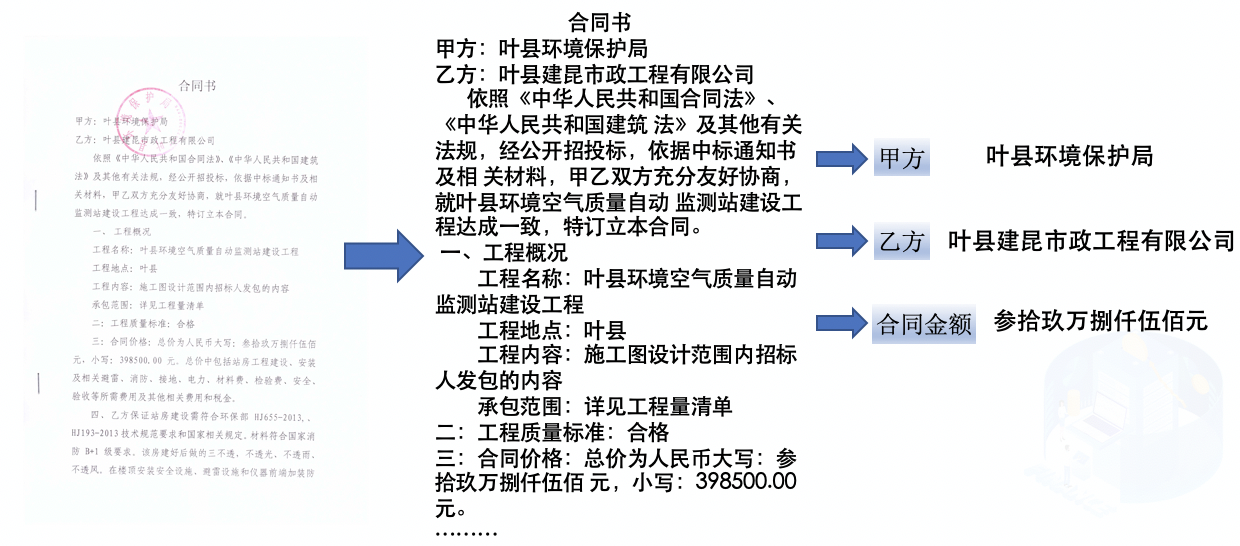 合同书
甲方：叶县环境保护局
乙方：叶县建昆市政工程有限公司
依照《中华人民共和国合同法》、《中华人民共和国建筑
法》及其他有关法规，经公开招投标，依据中标通知书及相
关材料，甲乙双方充分友好协商，就叶县环境空气质量自动
监测站建设工程达成一致，特订立本合同。
一、 工程概况
工程名称：叶县环境空气质量自动监测站建设工程
工程地点：叶县
工程内容：施工图设计范围内招标人发包的内容
承包范围：详见工程量清单
二：工程质量标准：合格
三：合同价格：总价为人民币大写：叁拾玖万捌仟伍佰
元，小写：398500.00 元。总价中包括站房工程建设、安装
及相关避雷、消防、接地、电力、材料费、检验费、安全、
验收等所需费用及其他相关费用和税金。
四、乙方保证站房建设需符合环保部 HJ655-2013,、
HJ193-2013 技术规范要求和国家相关规定，材料符合国家消
防 B+1 级要求。该房建好后做的三不透，不透光、不透雨、
不透风。在楼顶安装安全设施、避雷设施和仪器前端加装防
合同书
甲方：叶县环境保护局
乙方：叶县建昆市政工程有限公司
依照《中华人民共和国合同法》、
《中华人民共和国建筑 法》及其他有关
法规，经公开招投标，依据中标通知书
及相 关材料，甲乙双方充分友好协商，
就叶县环境空气质量自动 监测站建设工
程达成一致，特订立本合同。
一、工程概况
工程名称：叶县环境空气质量自动
监测站建设工程
工程地点：叶县
工程内容：施工图设计范围内招标
人发包的内容
承包范围：详见工程量清单
二：工程质量标准：合格
三：合同价格：总价为人民币大写：参
拾玖万捌仟伍佰 元，小写：398500.00
元。
………
甲方 叶县环境保护局
乙方 叶县建昆市政工程有限公司
合同金额 参拾玖万捌仟伍佰元